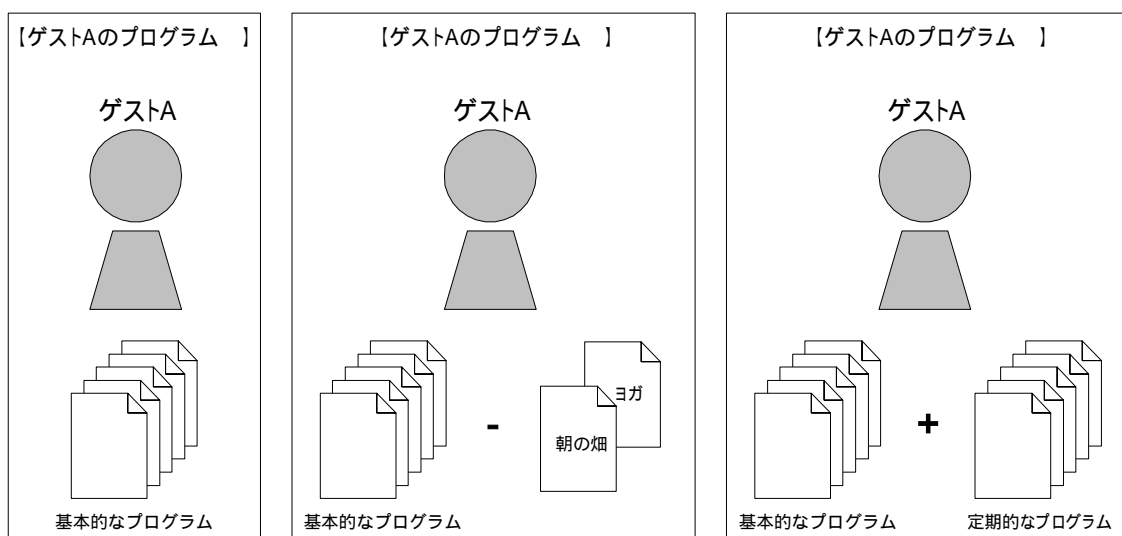 【ゲストAのプログラム　】
ゲストA
基本的なプログラム
【ゲストAのプログラム　】
ゲストA
-
ヨガ
朝の畑
基本的なプログラム
【ゲストAのプログラム　】
ゲストA
+
基本的なプログラム
定期的なプログラム